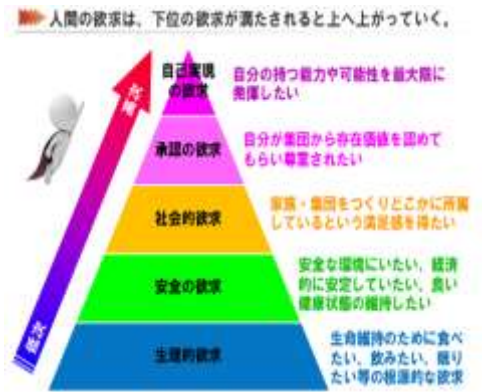 人間の欲求は、下位の欲求が満たされると上へ上がっていく。
自己実現
の欲求
自分の持つ能力や可能性を最大限に
発揮したい
承認の欲求
自分が集団から存在価値を認めて
もらい尊重されたい
社会的欲求
家族・集団をつくりどこかに所属
しているという満足感を得たい
安全の欲求
安全な環境にいたい、経済
的に安定していたい、良い
健康状態の維持したい
生理的欲求
生命維持のために食べ
たい、飲みたい、眠り
たい等の根源的な欲求
高次
低次